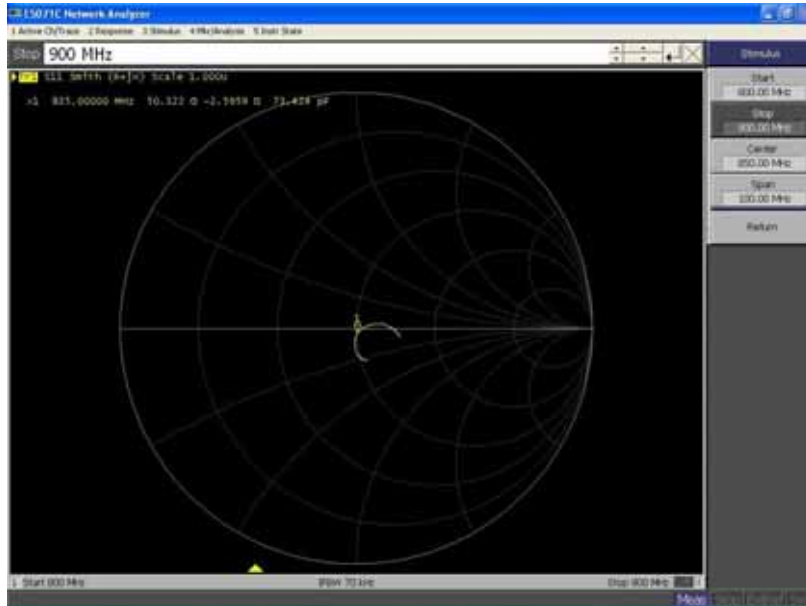 E5071C Network Analyzer
1 Active Ch/Trace 2 Response 3 Stimulus 4 Mkr/Analysis 5 Instr State
Stop 900 MHz
Stimulus
Tr1 S11 Smith (R+jX) Scale 1.000U
>1 835.00000 MHz 50.322 Ω -2.5959 Ω 73.429 pF
Start
800.00 MHz
Stop
900.00 MHz
Center
850.00 MHz
Span
100.00 MHz
Return
1
1 Start 800 MHz IFBW 70 kHz Stop 900 MHz
Meas